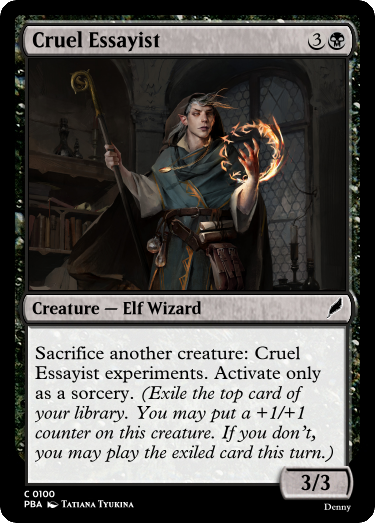 Cruel Essayist 3
Creature — Elf Wizard
Sacrifice another creature: Cruel
Essayist experiments. Activate only
as a sorcery. (Exile the top card of
your library. You may put a +1/+1
counter on this creature. If you don't,
you may play the exiled card this turn.)
3/3
C 0100
PBA Tatiana Tyukina
Denny